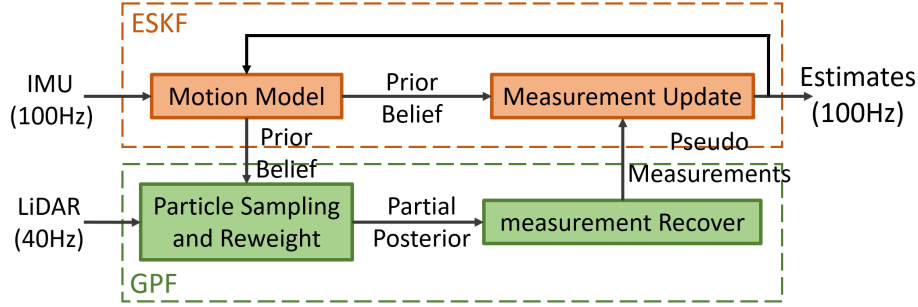 ESKF
IMU
(100Hz)
Motion Model
Prior
Belief
Measurement Update
Estimates
(100Hz)
Prior
Belief
Pseudo
Measurements
LiDAR
(40Hz)
Particle Sampling
and Reweight
Partial
Posterior
measurement Recover
GPF